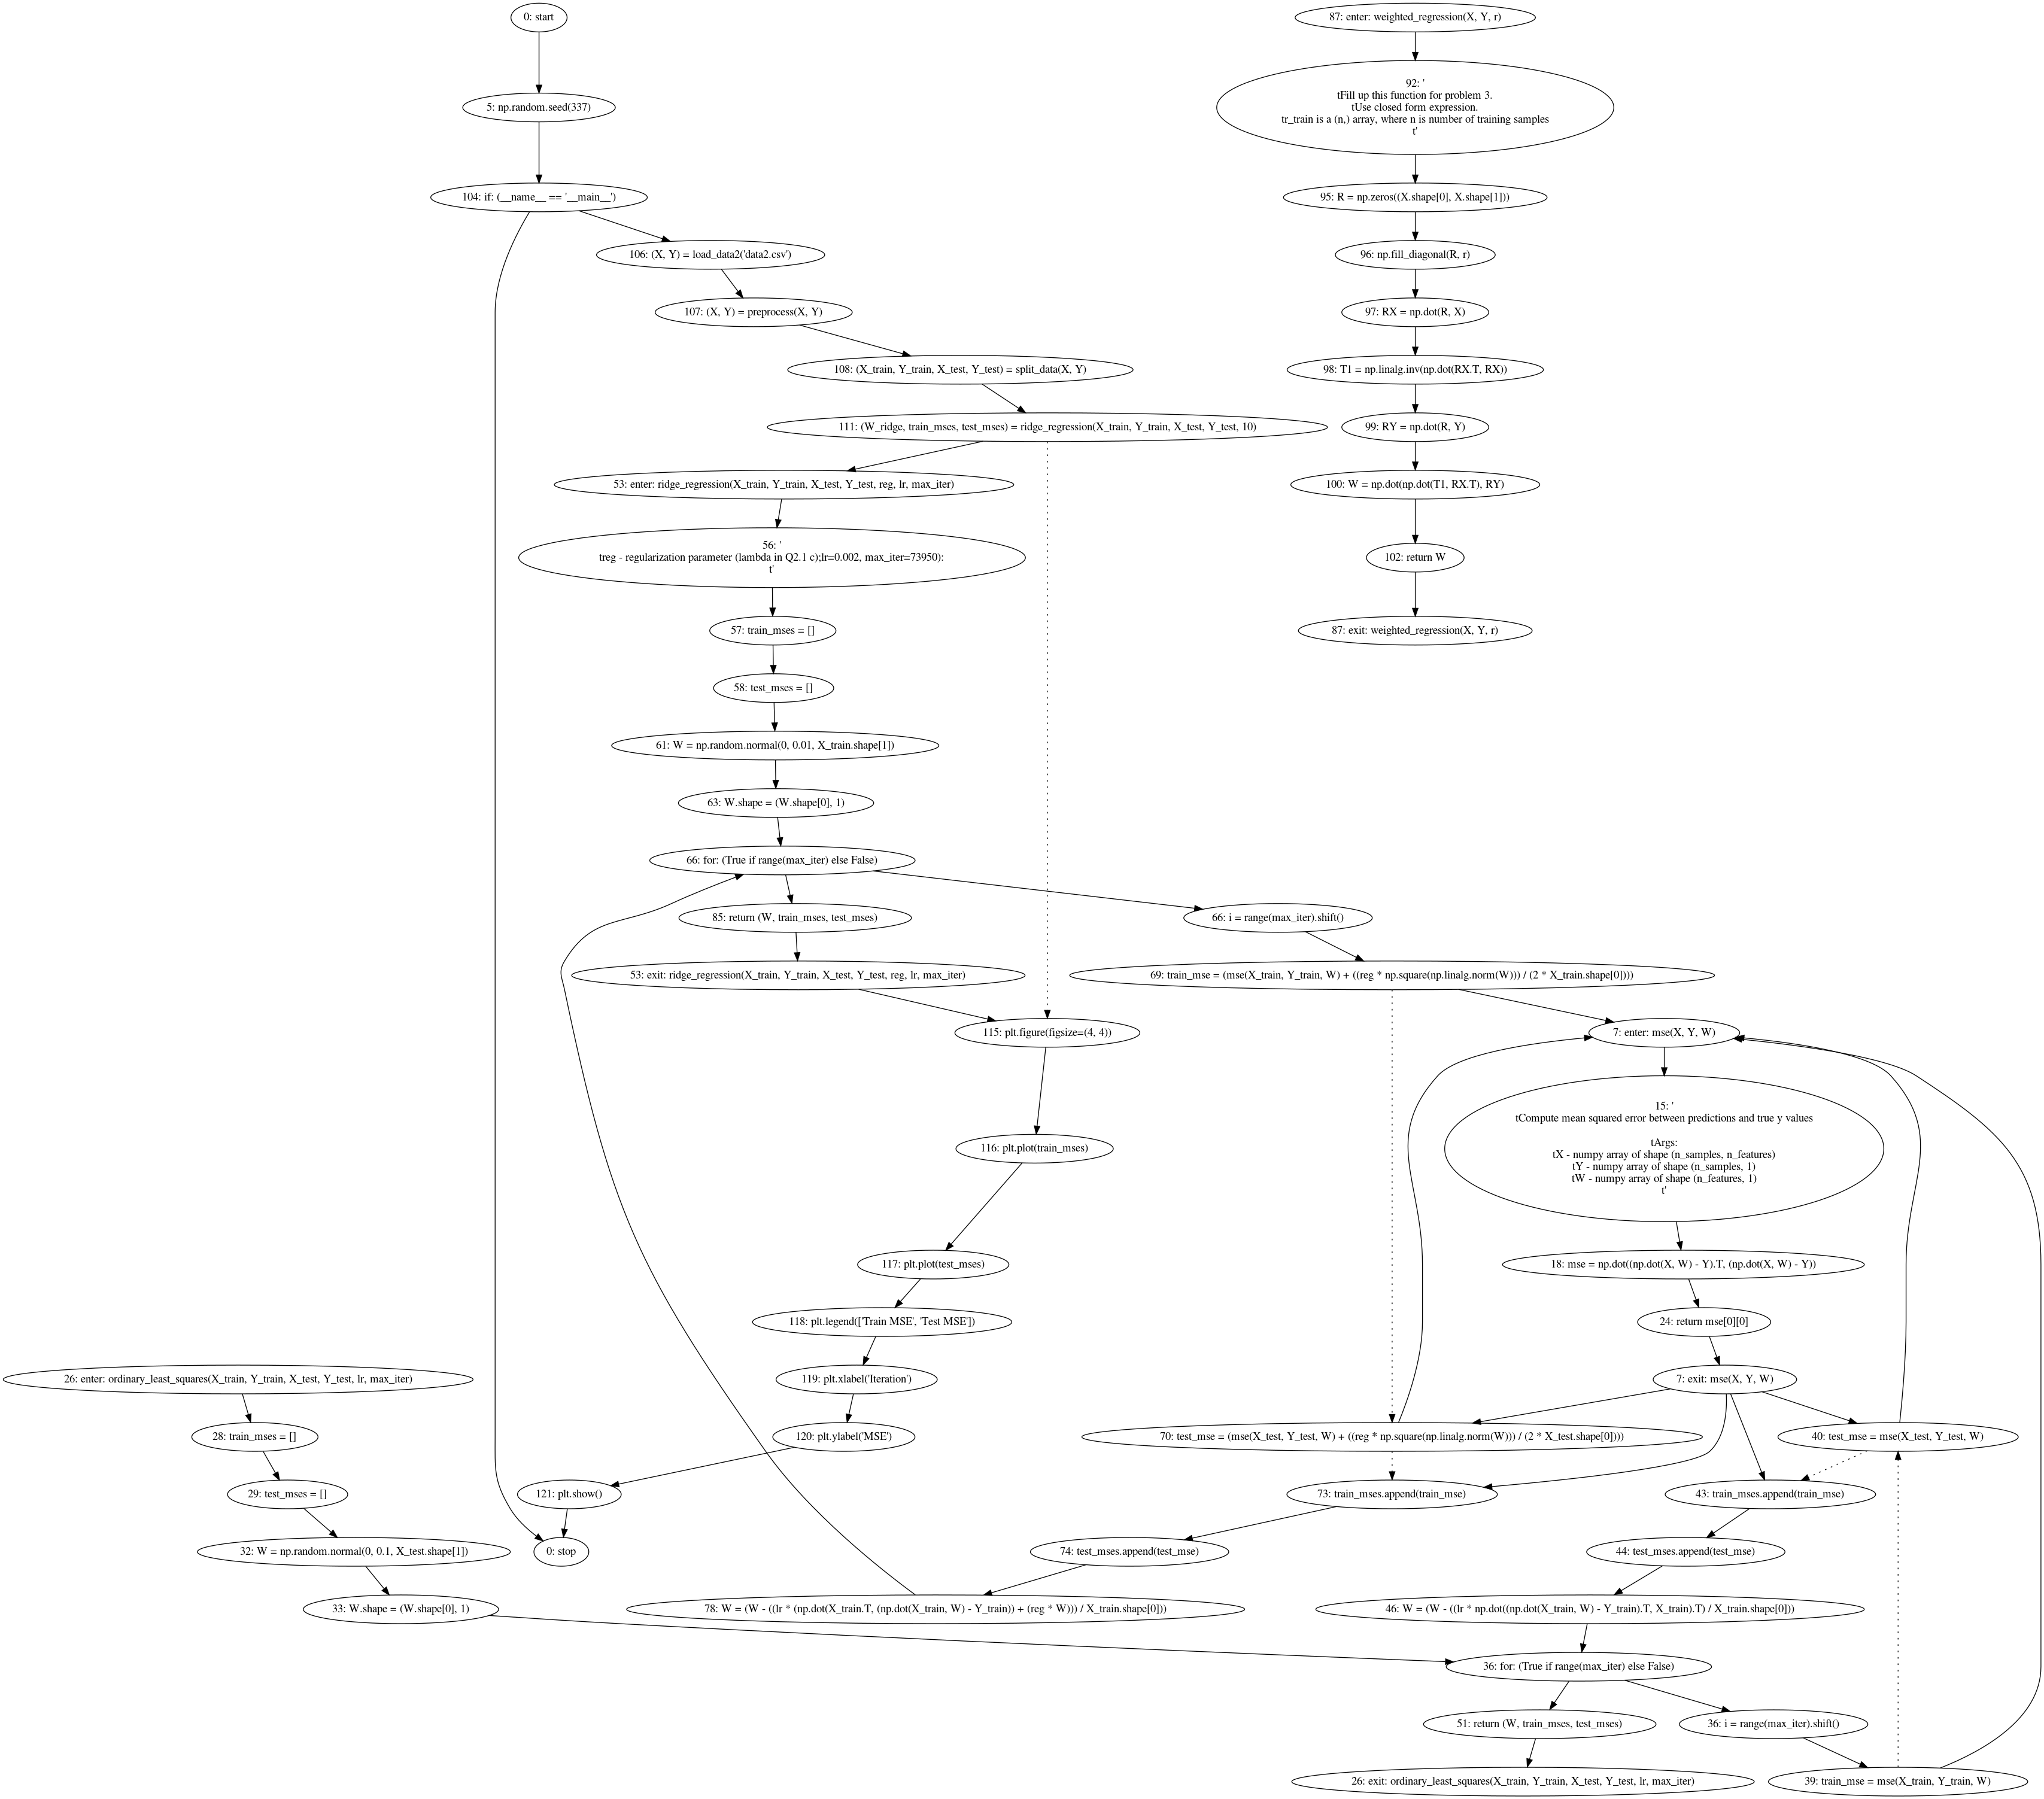 0: start
5: np.random.seed(337)
104: if: (__name__ == '__main__')
106: (X, Y) = load_data2('data2.csv')
107: (X, Y) = preprocess(X, Y)
108: (X_train, Y_train, X_test, Y_test) = split_data(X, Y)
111: (W_ridge, train_mses, test_mses) = ridge_regression(X_train, Y_train, X_test, Y_test, 10)
53: enter: ridge_regression(X_train, Y_train, X_test, Y_test, reg, lr, max_iter)
56: '
treg - regularization parameter (lambda in Q2.1 c);lr=0.002, max_iter=73950):
t'
57: train_mses = []
58: test_mses = []
61: W = np.random.normal(0, 0.01, X_train.shape[1])
63: W.shape = (W.shape[0], 1)
66: for: (True if range(max_iter) else False)
85: return (W, train_mses, test_mses)
53: exit: ridge_regression(X_train, Y_train, X_test, Y_test, reg, lr, max_iter)
115: plt.figure(figsize=(4, 4))
116: plt.plot(train_mses)
117: plt.plot(test_mses)
118: plt.legend(['Train MSE', 'Test MSE'])
119: plt.xlabel('Iteration')
120: plt.ylabel('MSE')
121: plt.show()
0: stop
87: enter: weighted_regression(X, Y, r)
92: '
tFill up this function for problem 3.
tUse closed form expression.
tr_train is a (n,) array, where n is number of training samples
t'
95: R = np.zeros((X.shape[0], X.shape[1]))
96: np.fill_diagonal(R, r)
97: RX = np.dot(R, X)
98: T1 = np.linalg.inv(np.dot(RX.T, RX))
99: RY = np.dot(R, Y)
100: W = np.dot(np.dot(T1, RX.T), RY)
102: return W
87: exit: weighted_regression(X, Y, r)
66: i = range(max_iter).shift()
69: train_mse = (mse(X_train, Y_train, W) + ((reg * np.square(np.linalg.norm(W))) / (2 * X_train.shape[0])))
7: enter: mse(X, Y, W)
15: '
tCompute mean squared error between predictions and true y values
tArgs:
tX - numpy array of shape (n_samples, n_features)
tY - numpy array of shape (n_samples, 1)
tW - numpy array of shape (n_features, 1)
t'
18: mse = np.dot((np.dot(X, W) - Y).T, (np.dot(X, W) - Y))
24: return mse[0][0]
7: exit: mse(X, Y, W)
70: test_mse = (mse(X_test, Y_test, W) + ((reg * np.square(np.linalg.norm(W))) / (2 * X_test.shape[0])))
40: test_mse = mse(X_test, Y_test, W)
73: train_mses.append(train_mse)
43: train_mses.append(train_mse)
74: test_mses.append(test_mse)
44: test_mses.append(test_mse)
78: W = (W - ((lr * (np.dot(X_train.T, (np.dot(X_train, W) - Y_train)) + (reg * W))) / X_train.shape[0]))
46: W = (W - ((lr * np.dot((np.dot(X_train, W) - Y_train).T, X_train).T) / X_train.shape[0]))
26: enter: ordinary_least_squares(X_train, Y_train, X_test, Y_test, lr, max_iter)
28: train_mses = []
29: test_mses = []
32: W = np.random.normal(0, 0.1, X_test.shape[1])
33: W.shape = (W.shape[0], 1)
36: for: (True if range(max_iter) else False)
51: return (W, train_mses, test_mses)
36: i = range(max_iter).shift()
26: exit: ordinary_least_squares(X_train, Y_train, X_test, Y_test, lr, max_iter)
39: train_mse = mse(X_train, Y_train, W)